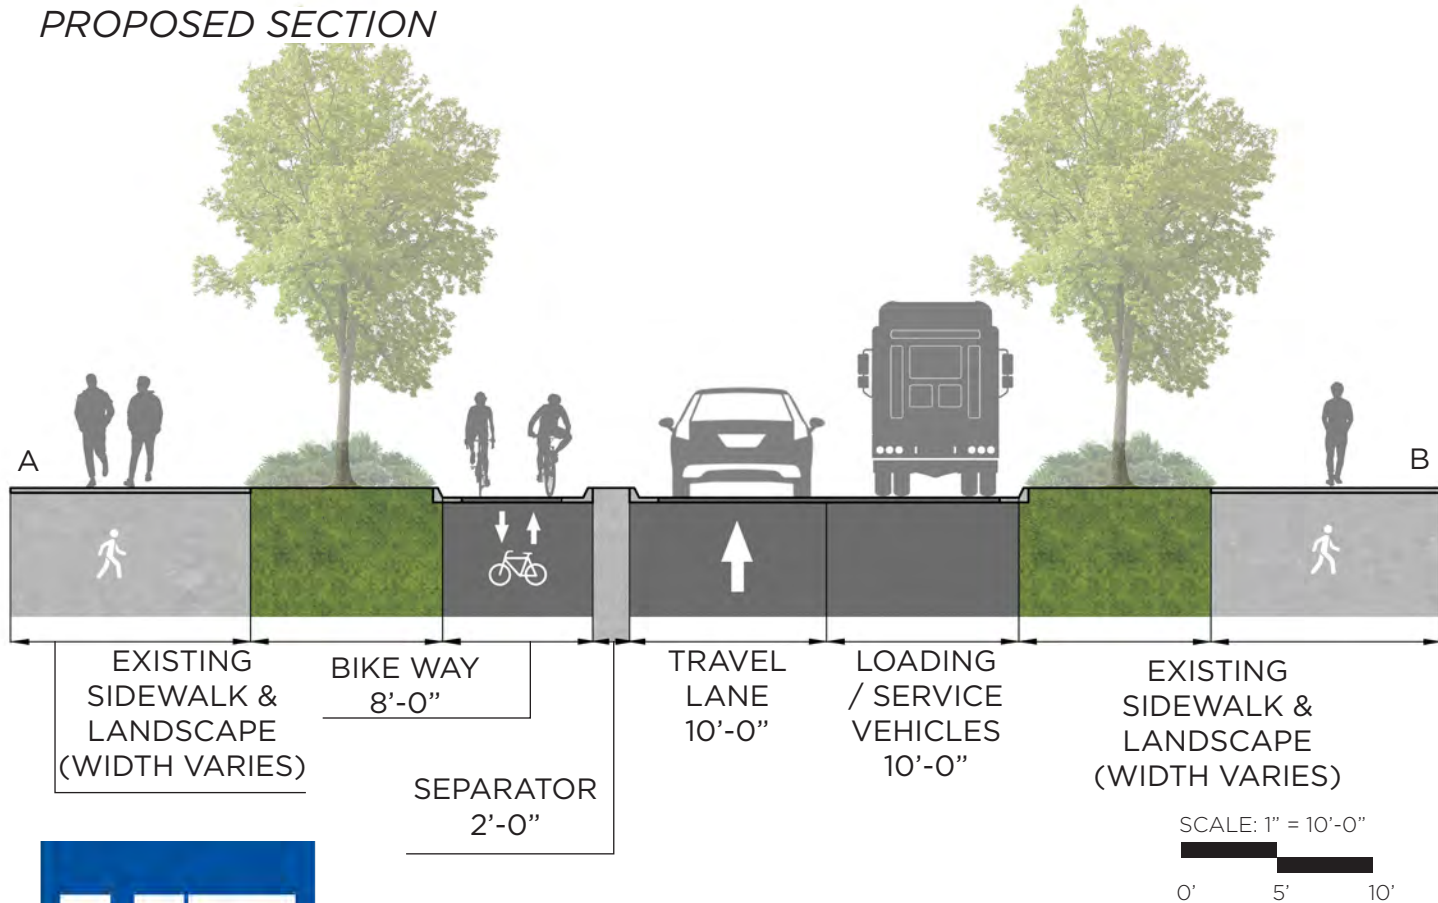 PROPOSED SECTION
A
B
EXISTING
SIDEWALK &
LANDSCAPE
(WIDTH VARIES)
BIKE WAY
8’-0”
SEPARATOR
2’-0”
TRAVEL
LANE
10’-0”
LOADING
/ SERVICE
VEHICLES
10’-0”
EXISTING
SIDEWALK &
LANDSCAPE
(WIDTH VARIES)
SCALE: 1” = 10’-0”
0’ 5’ 10’